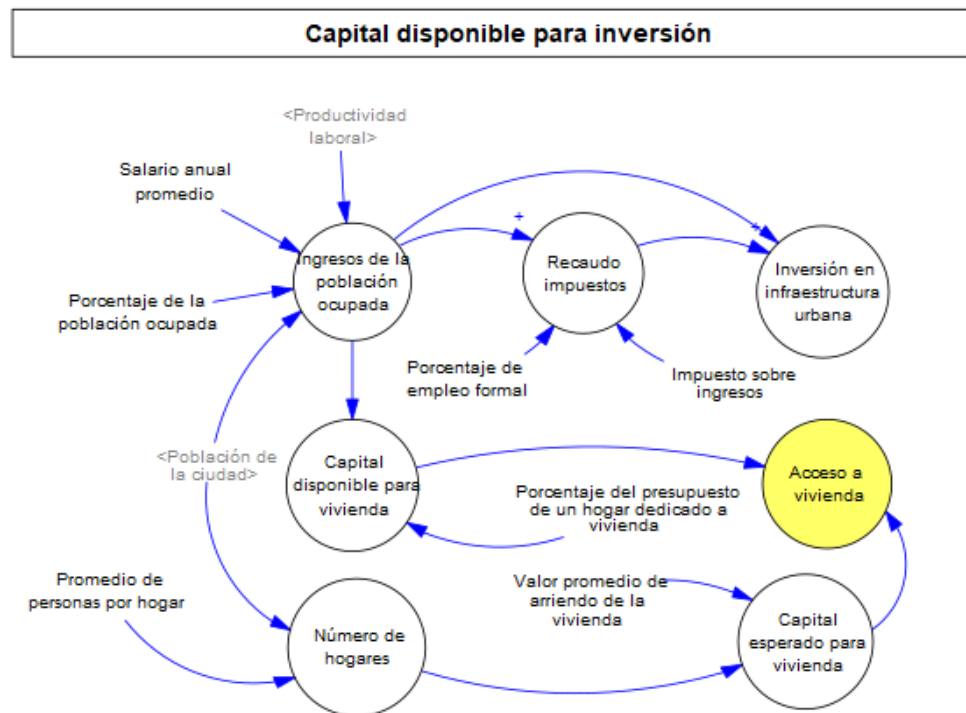 Capital disponible para inversión
<Productividad
laboral>
Salario anual
promedio
+
+
Ingresos de la
población
ocupada
Recaudo
impuestos
Inversión en
infraestructura
urbana
Porcentaje de la
población ocupada
Porcentaje de
empleo formal
Impuesto sobre
ingresos
<Población de
la ciudad>
Capital
disponible para
vivienda
Porcentaje del presupuesto
de un hogar dedicado a
vivienda
Acceso a
vivienda
Promedio de
personas por hogar
Valor promedio de
arriendo de la
vivienda
Número de
hogares
Capital
esperado para
vivienda